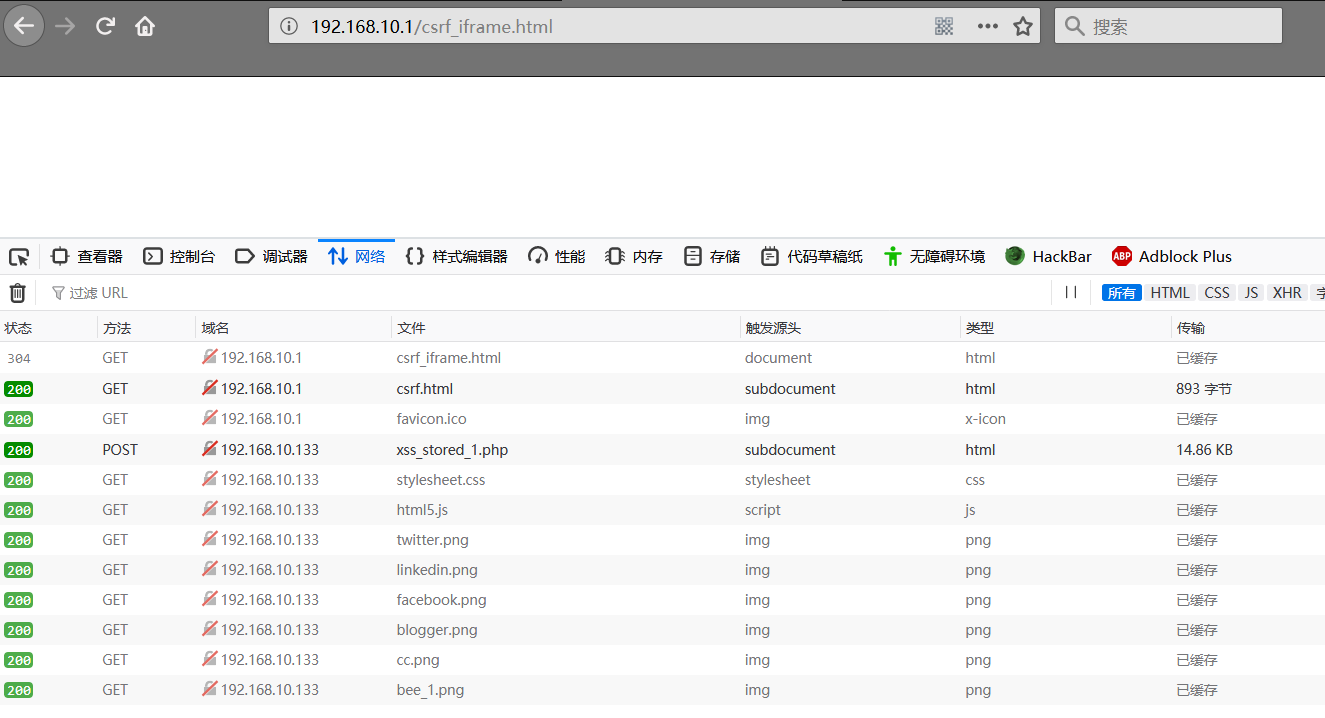 192.168.10.1/csrf_iframe.html 搜索
查看器 控制台 调试器 网络 {} 样式编辑器 性能 内存 存储 代码草稿纸 无障碍环境 HackBar ABP Adblock Plus
过滤 URL 所有 HTML CSS JS XHR 字
状态 方法 域名 文件 触发源头 类型 传输
304 GET 192.168.10.1 csrf_iframe.html document html 已缓存
200 GET 192.168.10.1 csrf.html subdocument html 893 字节
200 GET 192.168.10.1 favicon.ico img x-icon 已缓存
200 POST 192.168.10.133 xss_stored_1.php subdocument html 14.86 KB
200 GET 192.168.10.133 stylesheet.css stylesheet css 已缓存
200 GET 192.168.10.133 html5.js script js 已缓存
200 GET 192.168.10.133 twitter.png img png 已缓存
200 GET 192.168.10.133 linkedin.png img png 已缓存
200 GET 192.168.10.133 facebook.png img png 已缓存
200 GET 192.168.10.133 blogger.png img png 已缓存
200 GET 192.168.10.133 cc.png img png 已缓存
200 GET 192.168.10.133 bee_1.png img png 已缓存